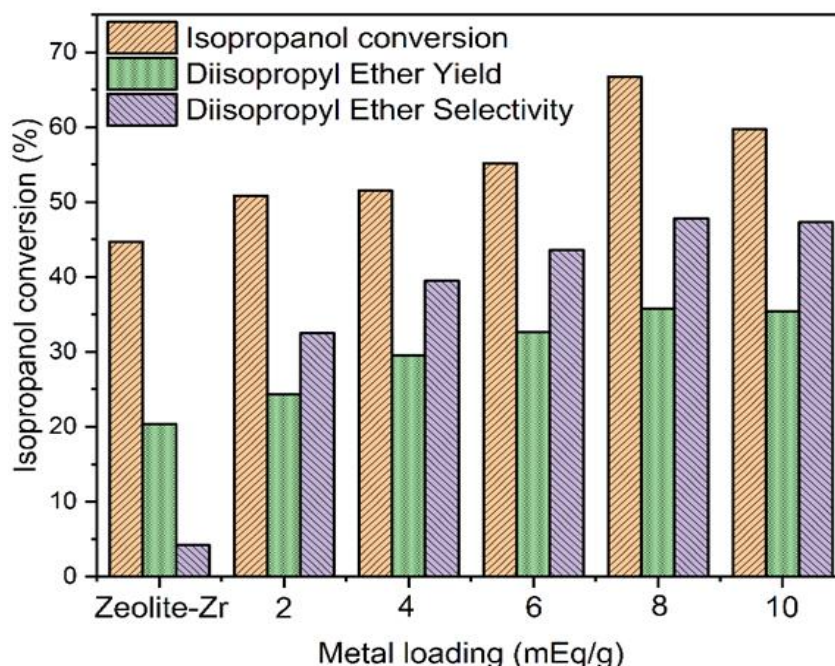 Isopropanol conversion
Diisopropyl Ether Yield
Diisopropyl Ether Selectivity
Isopropanol conversion (%)
70
60
50
40
30
20
10
0
Zeolite-Zr 2 4 6 8 10
Metal loading (mEq/g)